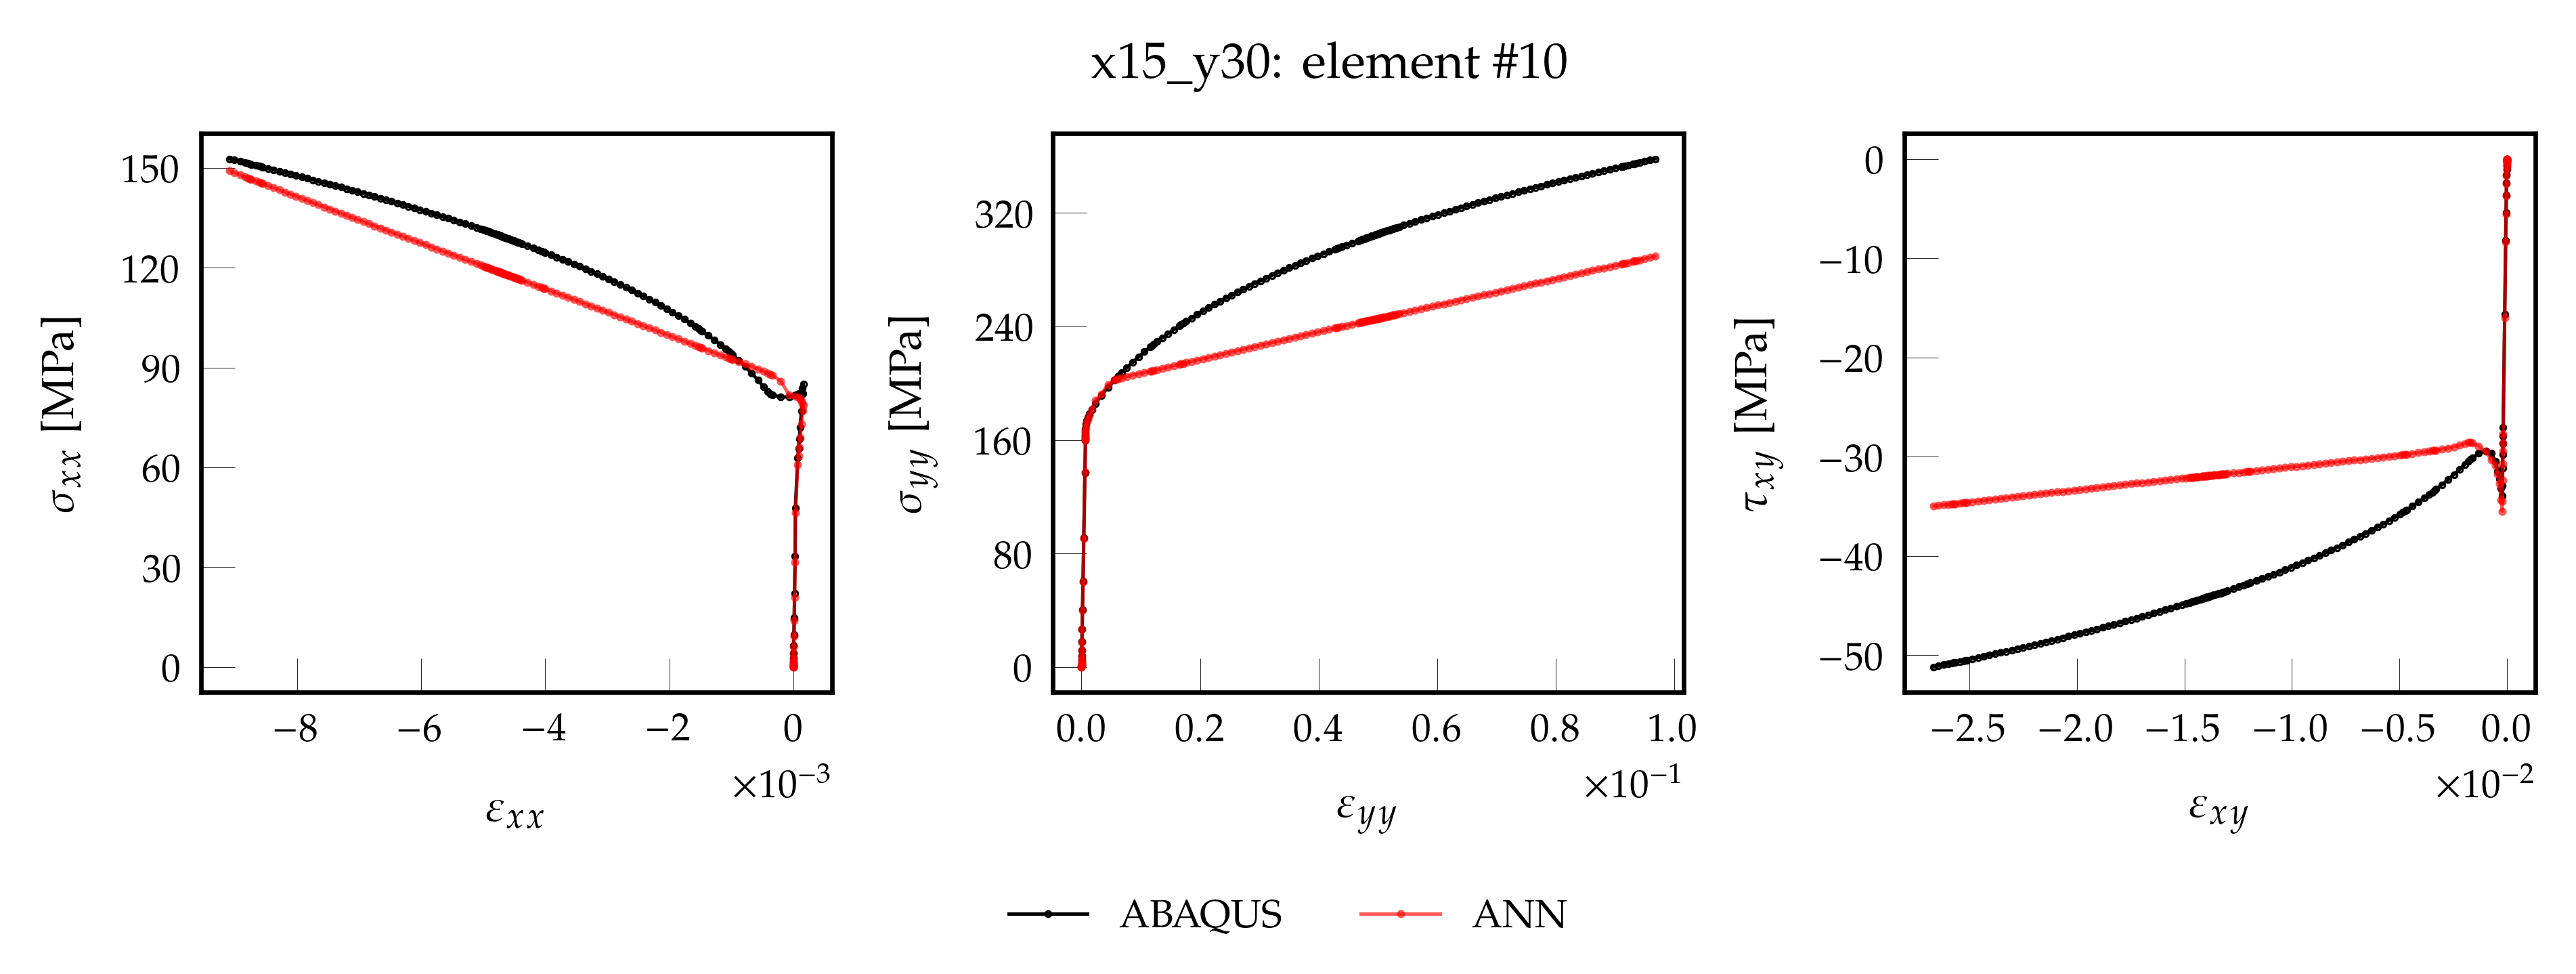 x15_y30: element #10
150
120
90
60
30
0
σxx [MPa]
−8 −6 −4 −2 0
×10⁻³
εxx
320
240
160
80
0
σyy [MPa]
0.0 0.2 0.4 0.6 0.8 1.0
×10⁻¹
εyy
0
−10
−20
−30
−40
−50
τxy [MPa]
−2.5 −2.0 −1.5 −1.0 −0.5 0.0
×10⁻²
εxy
ABAQUS ANN